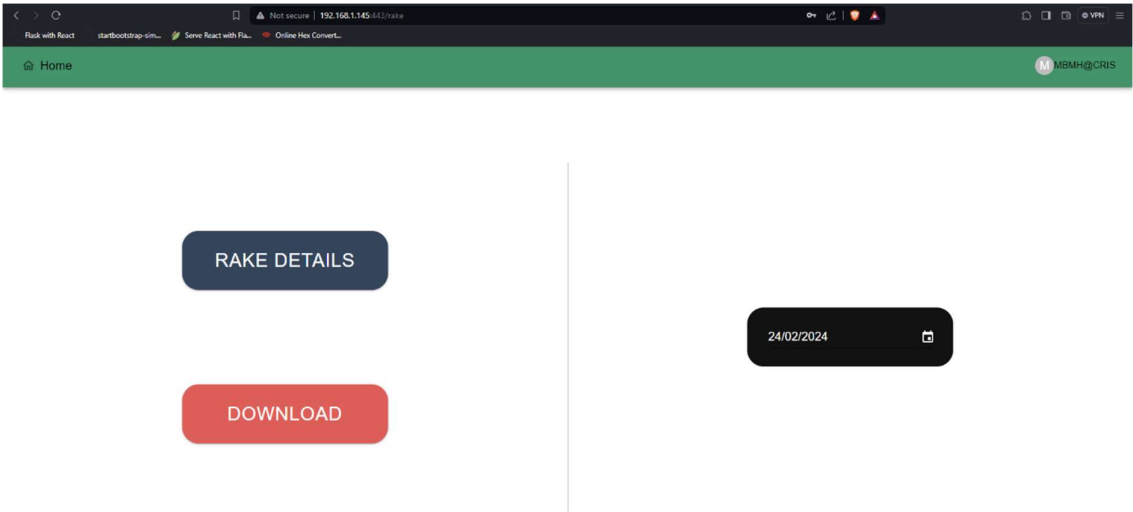 Not secure | 192.168.1.145:443/rake
VPN
Flask with React startbootstrap-sim... Serve React with Fla... Online Hex Convert...
Home
M MBMH@CRIS
RAKE DETAILS
24/02/2024
DOWNLOAD